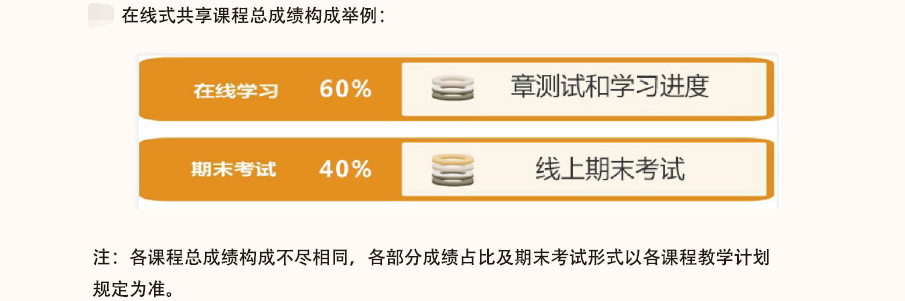 在线式共享课程总成绩构成举例：
在线学习 60% 章测试和学习进度
期末考试 40% 线上期末考试
注：各课程总成绩构成不尽相同，各部分成绩占比及期末考试形式以各课程教学计划
规定为准。